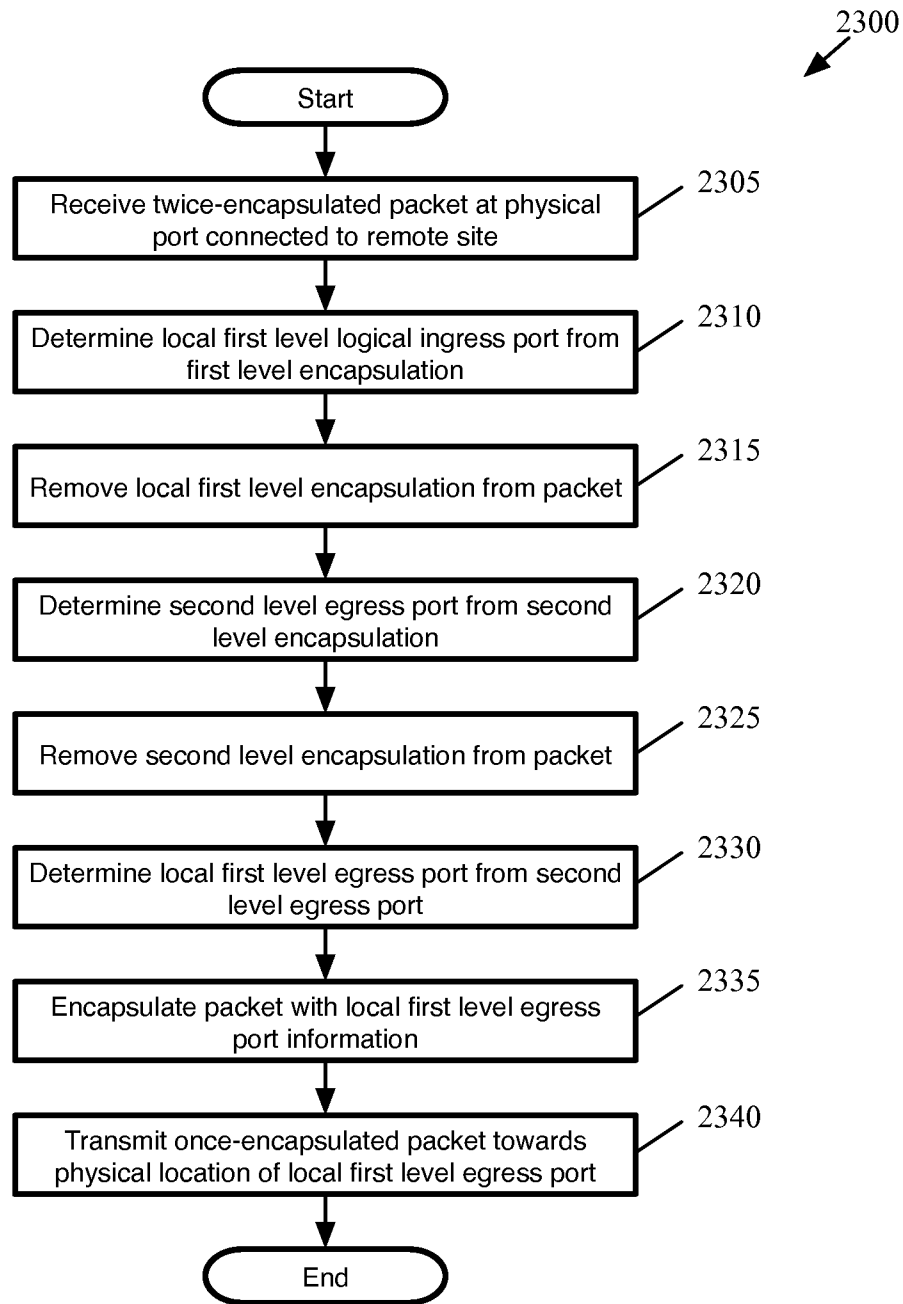 2300
Start
Receive twice-encapsulated packet at physical
port connected to remote site
2305
Determine local first level logical ingress port from
first level encapsulation
2310
Remove local first level encapsulation from packet
2315
Determine second level egress port from second
level encapsulation
2320
Remove second level encapsulation from packet
2325
Determine local first level egress port from second
level egress port
2330
Encapsulate packet with local first level egress
port information
2335
Transmit once-encapsulated packet towards
physical location of local first level egress port
2340
End